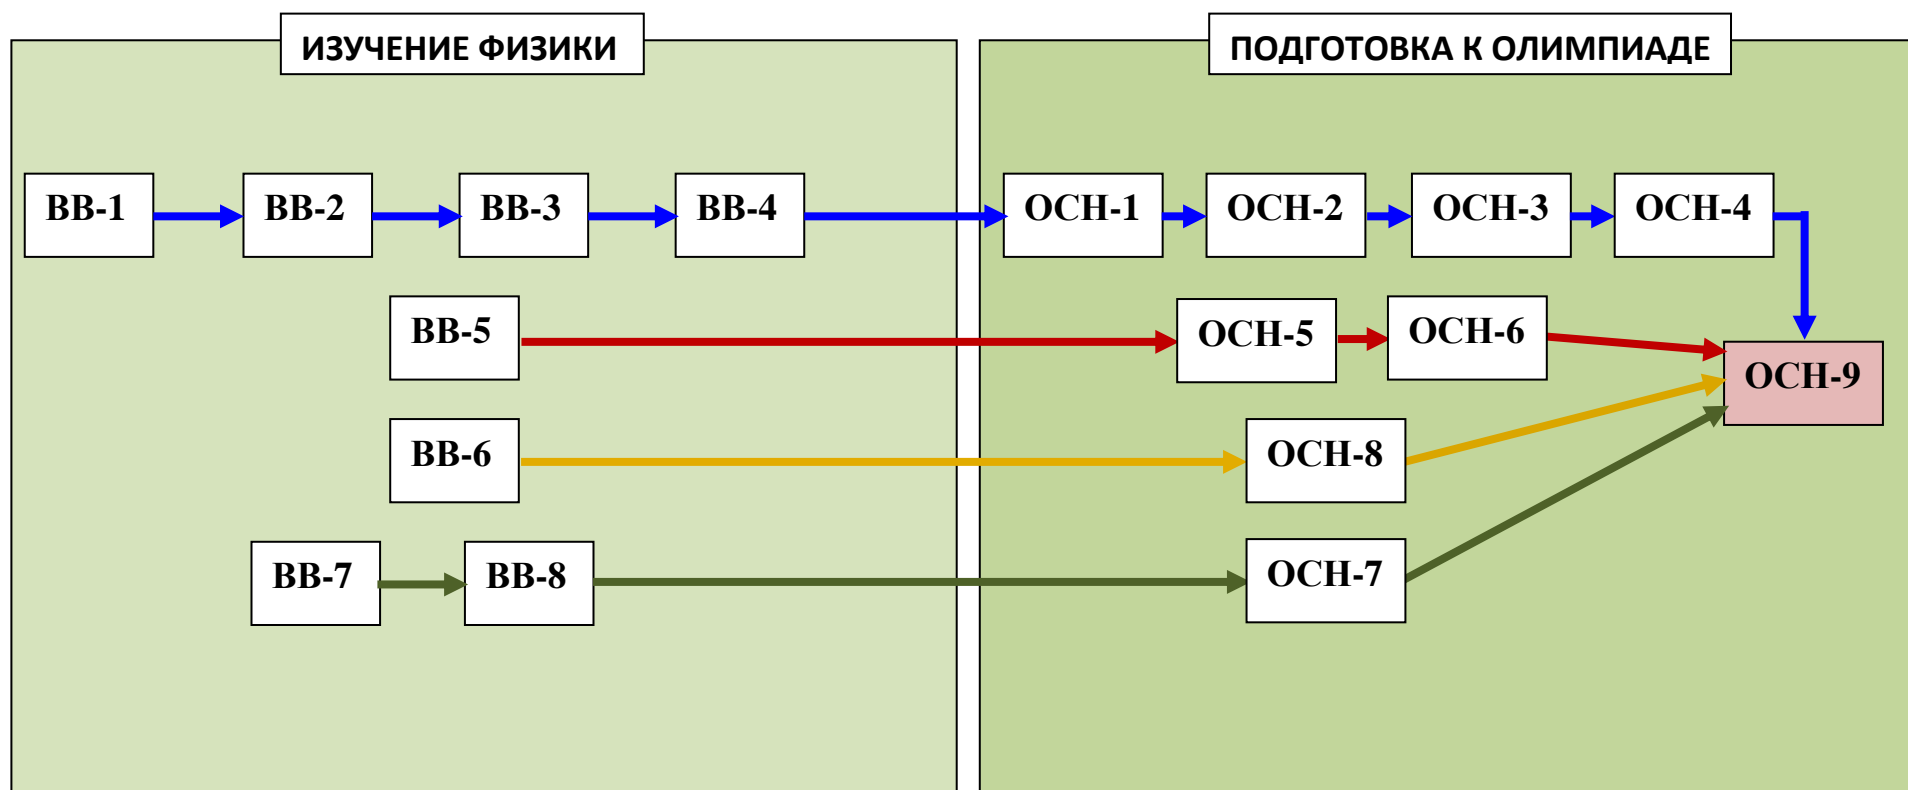 ИЗУЧЕНИЕ ФИЗИКИ
ПОДГОТОВКА К ОЛИМПИАДЕ
ВВ-1
ВВ-2
ВВ-3
ВВ-4
ОСН-1
ОСН-2
ОСН-3
ОСН-4
ВВ-5
ОСН-5
ОСН-6
ОСН-9
ВВ-6
ОСН-8
ВВ-7
ВВ-8
ОСН-7